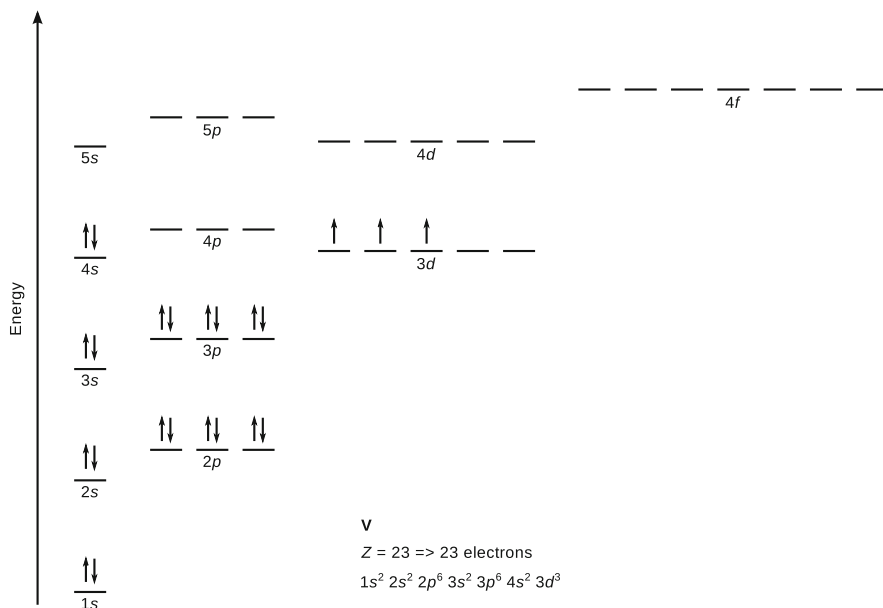 4f
5p
5s
4d
4p
4s
3d
Energy
3p
3s
2p
2s
V
Z = 23 => 23 electrons
1s² 2s² 2p⁶ 3s² 3p⁶ 4s² 3d³
1s